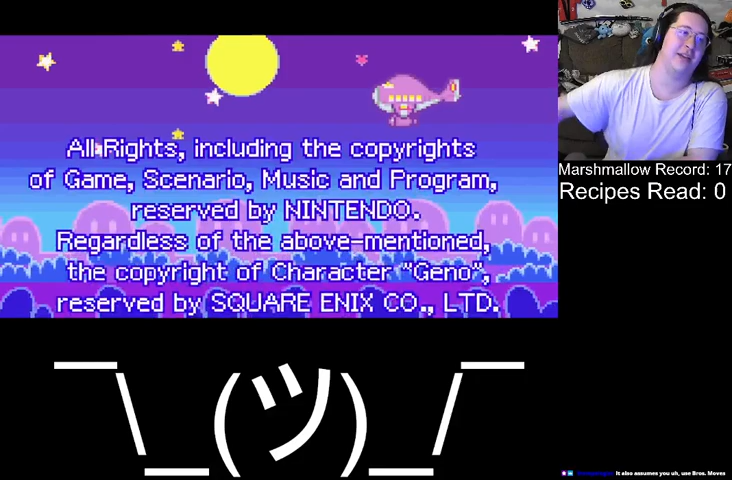 All Rights, including the copyrights
of Game, Scenario, Music and Program,
reserved by NINTENDO.
Regardless of the above-mentioned,
the copyright of Character "Geno",
reserved by SQUARE ENIX CO., LTD.
Marshmallow Record: 17
Recipes Read: 0
¯\_(ツ)_/¯
It also assumes you uh, use Bros. Moves